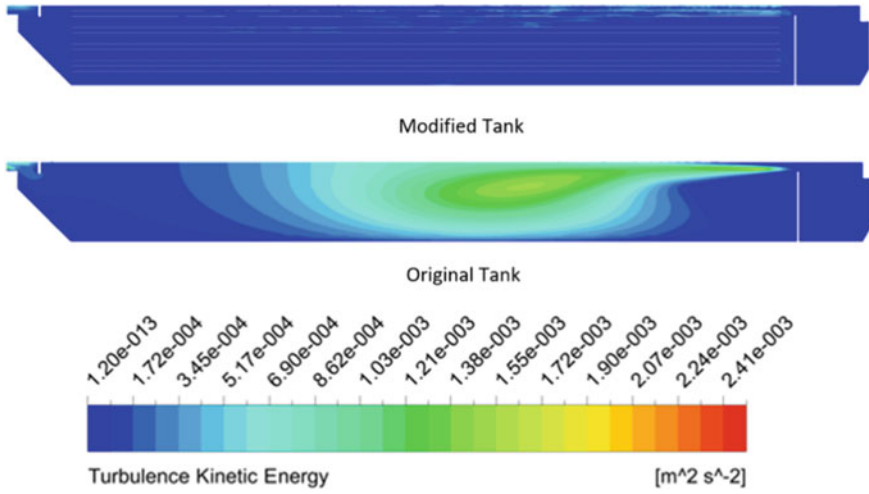 Modified Tank
Original Tank
1.20e-013
1.72e-004
3.45e-004
5.17e-004
6.90e-004
8.62e-004
1.03e-003
1.21e-003
1.38e-003
1.55e-003
1.72e-003
1.90e-003
2.07e-003
2.24e-003
2.41e-003
Turbulence Kinetic Energy
[m^2 s^-2]